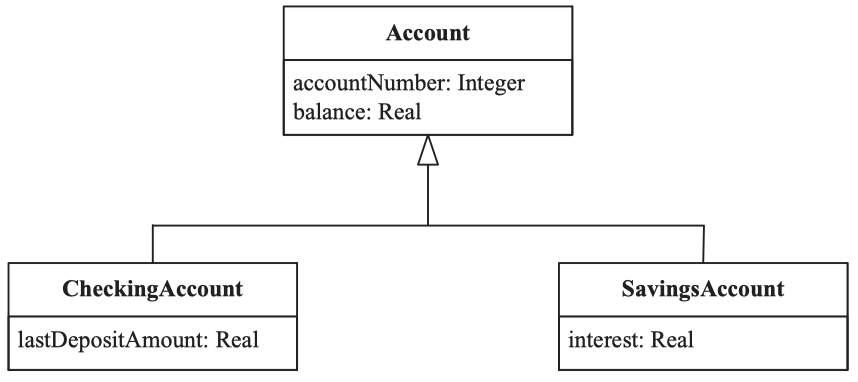 Account
accountNumber: Integer
balance: Real
CheckingAccount
lastDepositAmount: Real
SavingsAccount
interest: Real